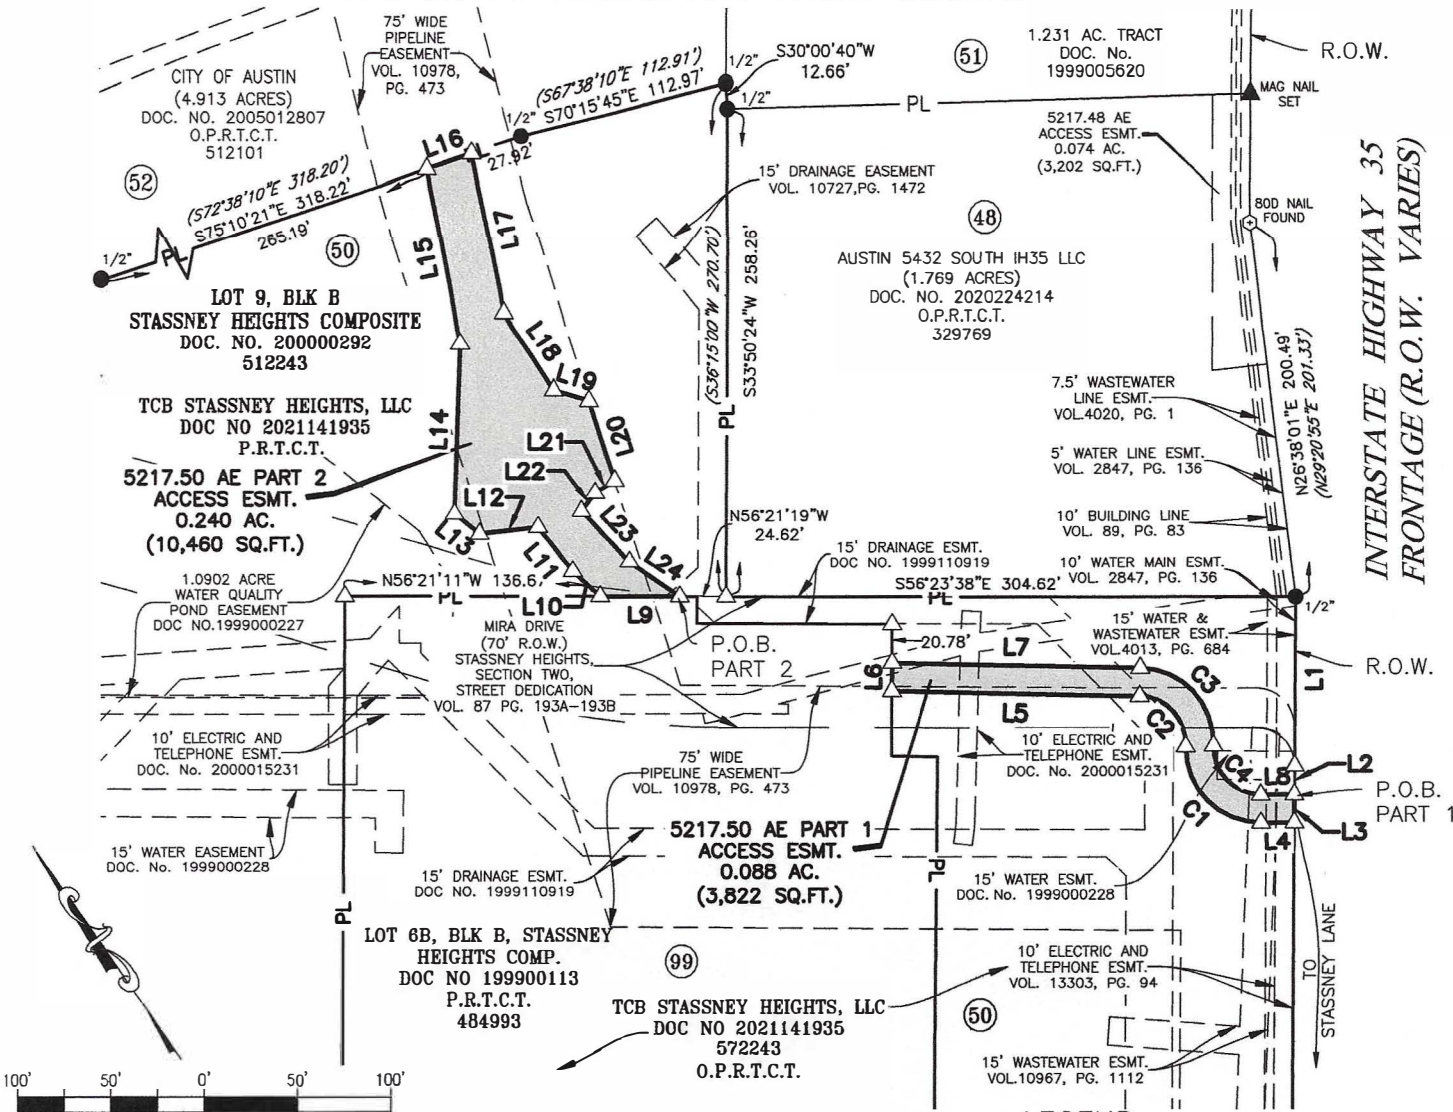 75' WIDE
PIPELINE
EASEMENT
VOL. 10978,
PG. 473
CITY OF AUSTIN
(4.913 ACRES)
DOC. NO. 2005012807
O.P.R.T.C.T.
512101
52
(S72°38'10"E 318.20')
S75°10'21"E 318.22'
265.19'
PL
1/2"
50
L16
L
27.92'
1/2"
(S67°38'10"E 112.91')
S70°15'45"E 112.97'
1/2"
S30°00'40"W
12.66'
1/2"
PL
51
1.231 AC. TRACT
DOC. No.
1999005620
R.O.W.
MAG NAIL
SET
5217.48 AE
ACCESS ESMT.
0.074 AC.
(3,202 SQ.FT.)
80D NAIL
FOUND
INTERSTATE HIGHWAY 35
FRONTAGE (R.O.W. VARIES)
15' DRAINAGE EASEMENT
VOL. 10727,PG. 1472
48
AUSTIN 5432 SOUTH IH35 LLC
(1.769 ACRES)
DOC. NO. 2020224214
O.P.R.T.C.T.
329769
(S36°15'00"W 270.70')
S33°50'24"W 258.26'
PL
LOT 9, BLK B
STASSNEY HEIGHTS COMPOSITE
DOC. NO. 200000292
512243
TCB STASSNEY HEIGHTS, LLC
DOC NO 2021141935
P.R.T.C.T.
5217.50 AE PART 2
ACCESS ESMT.
0.240 AC.
(10,460 SQ.FT.)
L15
L17
L18
L19
L14
L20
L21
L22
L12
L13
L23
L11
L24
L10
L9
7.5' WASTEWATER
LINE ESMT.
VOL.4020, PG. 1
5' WATER LINE ESMT.
VOL. 2847, PG. 136
10' BUILDING LINE
VOL. 89, PG. 83
10' WATER MAIN ESMT.
VOL. 2847, PG. 136
N26°38'01"E 200.49'
(N29°20'55"E 201.33')
N56°21'19"W
24.62'
15' DRAINAGE ESMT.
DOC NO. 1999110919
S56°23'38"E 304.62'
PL
1/2"
1.0902 ACRE
WATER QUALITY
POND EASEMENT
DOC NO.1999000227
N56°21'11"W 136.6
PL
MIRA DRIVE
(70' R.O.W.)
STASSNEY HEIGHTS,
SECTION TWO,
STREET DEDICATION
VOL. 87 PG. 193A-193B
P.O.B.
PART 2
15' WATER &
WASTEWATER ESMT.
VOL.4013, PG. 684
R.O.W.
L1
20.78'
L6
L7
L5
C3
C2
C4
C1
L8
L4
L2
P.O.B.
PART 1
L3
10' ELECTRIC AND
TELEPHONE ESMT.
DOC. No. 2000015231
75' WIDE
PIPELINE EASEMENT
VOL. 10978, PG. 473
10' ELECTRIC AND
TELEPHONE ESMT.
DOC. No. 2000015231
15' WATER EASEMENT
DOC. No. 1999000228
5217.50 AE PART 1
ACCESS ESMT.
0.088 AC.
(3,822 SQ.FT.)
15' DRAINAGE ESMT.
DOC NO. 1999110919
15' WATER ESMT.
DOC. No. 1999000228
PL
PL
LOT 6B, BLK B, STASSNEY
HEIGHTS COMP.
DOC NO 199900113
P.R.T.C.T.
484993
99
TCB STASSNEY HEIGHTS, LLC
DOC NO 2021141935
572243
O.P.R.T.C.T.
10' ELECTRIC AND
TELEPHONE ESMT.
VOL. 13303, PG. 94
50
15' WASTEWATER ESMT.
VOL.10967, PG. 1112
TO
STASSNEY LANE
100' 50' 0' 50' 100'